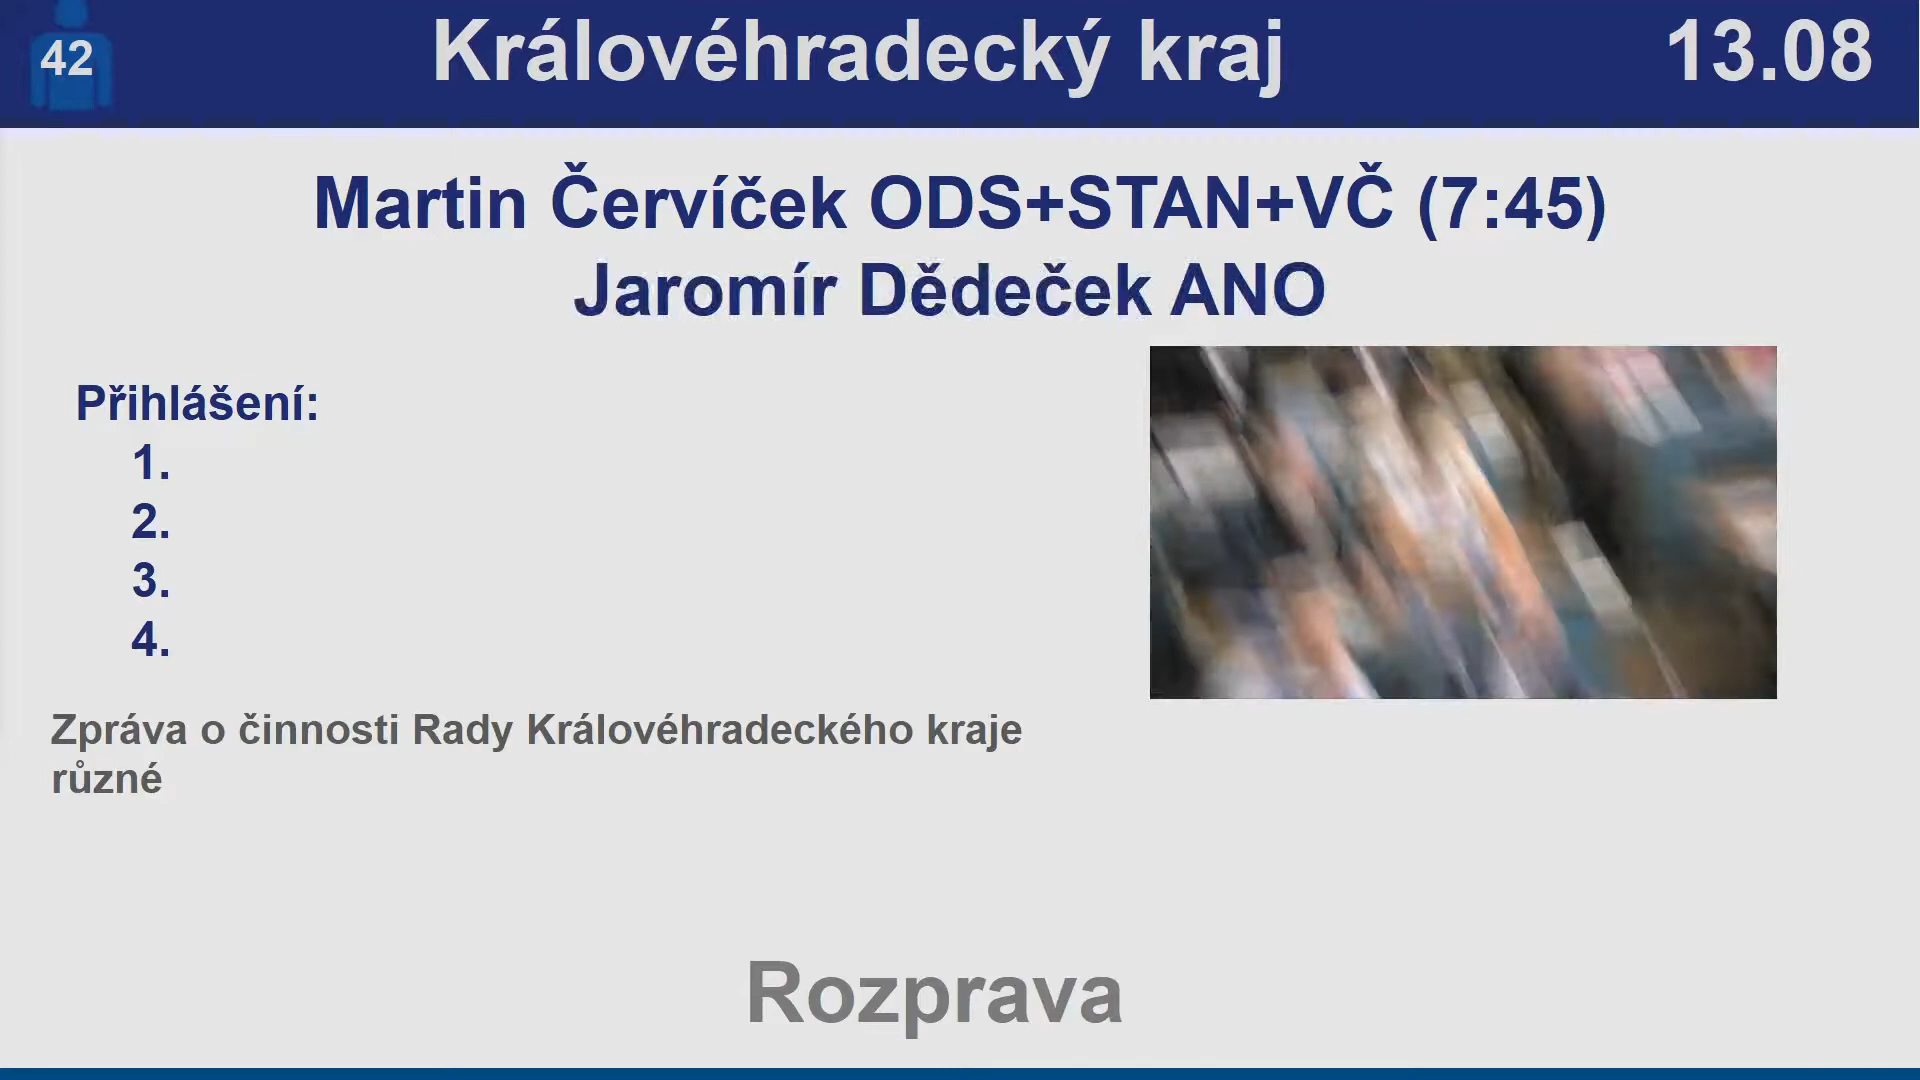 42
Královéhradecký kraj
13.08
Martin Červíček ODS+STAN+VČ (7:45)
Jaromír Dědeček ANO
Přihlášení:
1.
2.
3.
4.
Zpráva o činnosti Rady Královéhradeckého kraje
různé
Rozprava